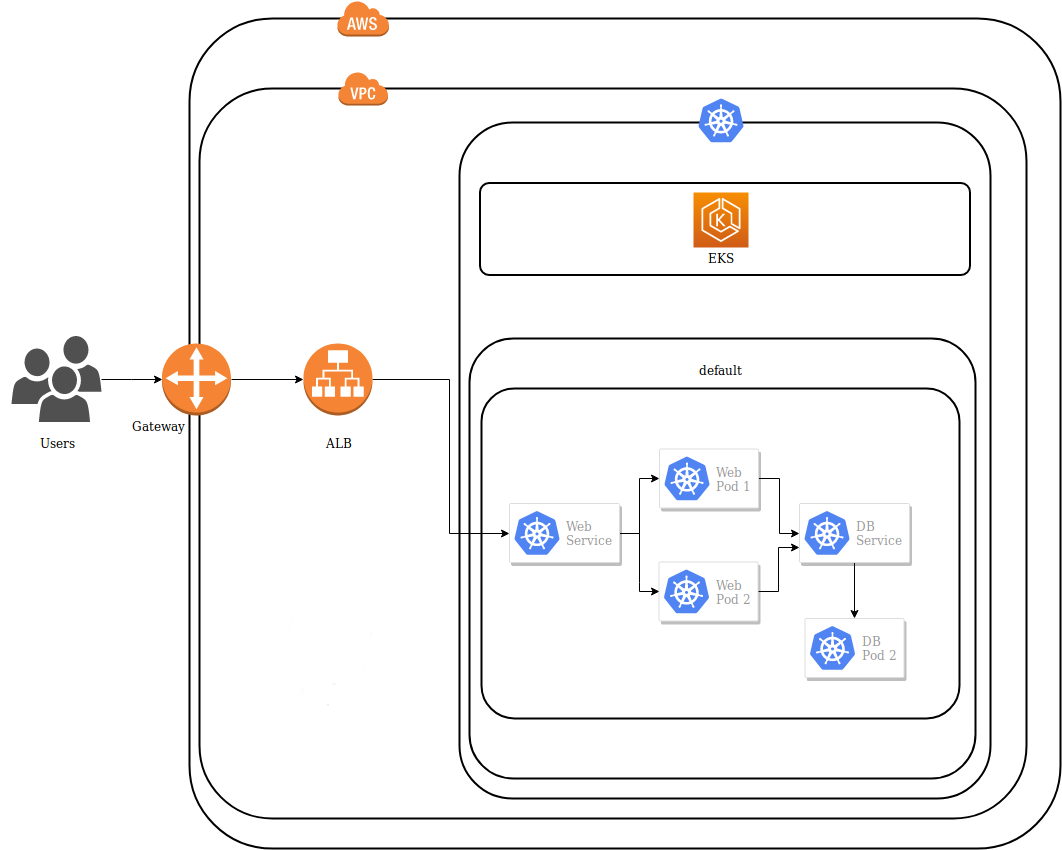 AWS
VPC
K
EKS
default
Users
Gateway
ALB
Web
Service
Web
Pod 1
Web
Pod 2
DB
Service
DB
Pod 2